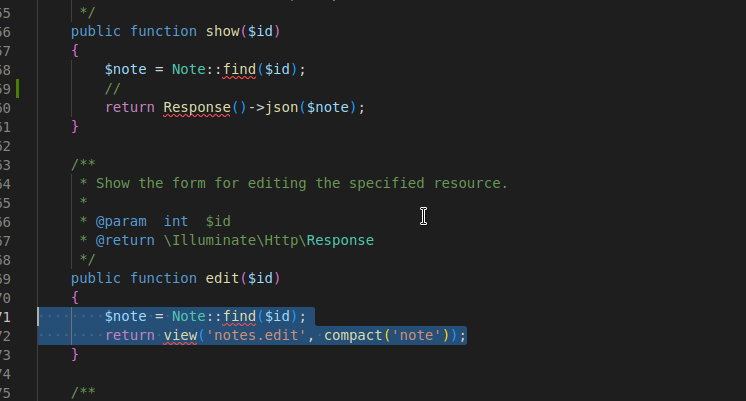 55 */
56 public function show($id)
57 {
58 $note = Note::find($id);
59 //
60 return Response()->json($note);
61 }
62
63 /**
64 * Show the form for editing the specified resource.
65 *
66 * @param  int  $id
67 * @return \Illuminate\Http\Response
68 */
69 public function edit($id)
70 {
71 $note = Note::find($id);
72 return view('notes.edit', compact('note'));
73 }
74
75 /**